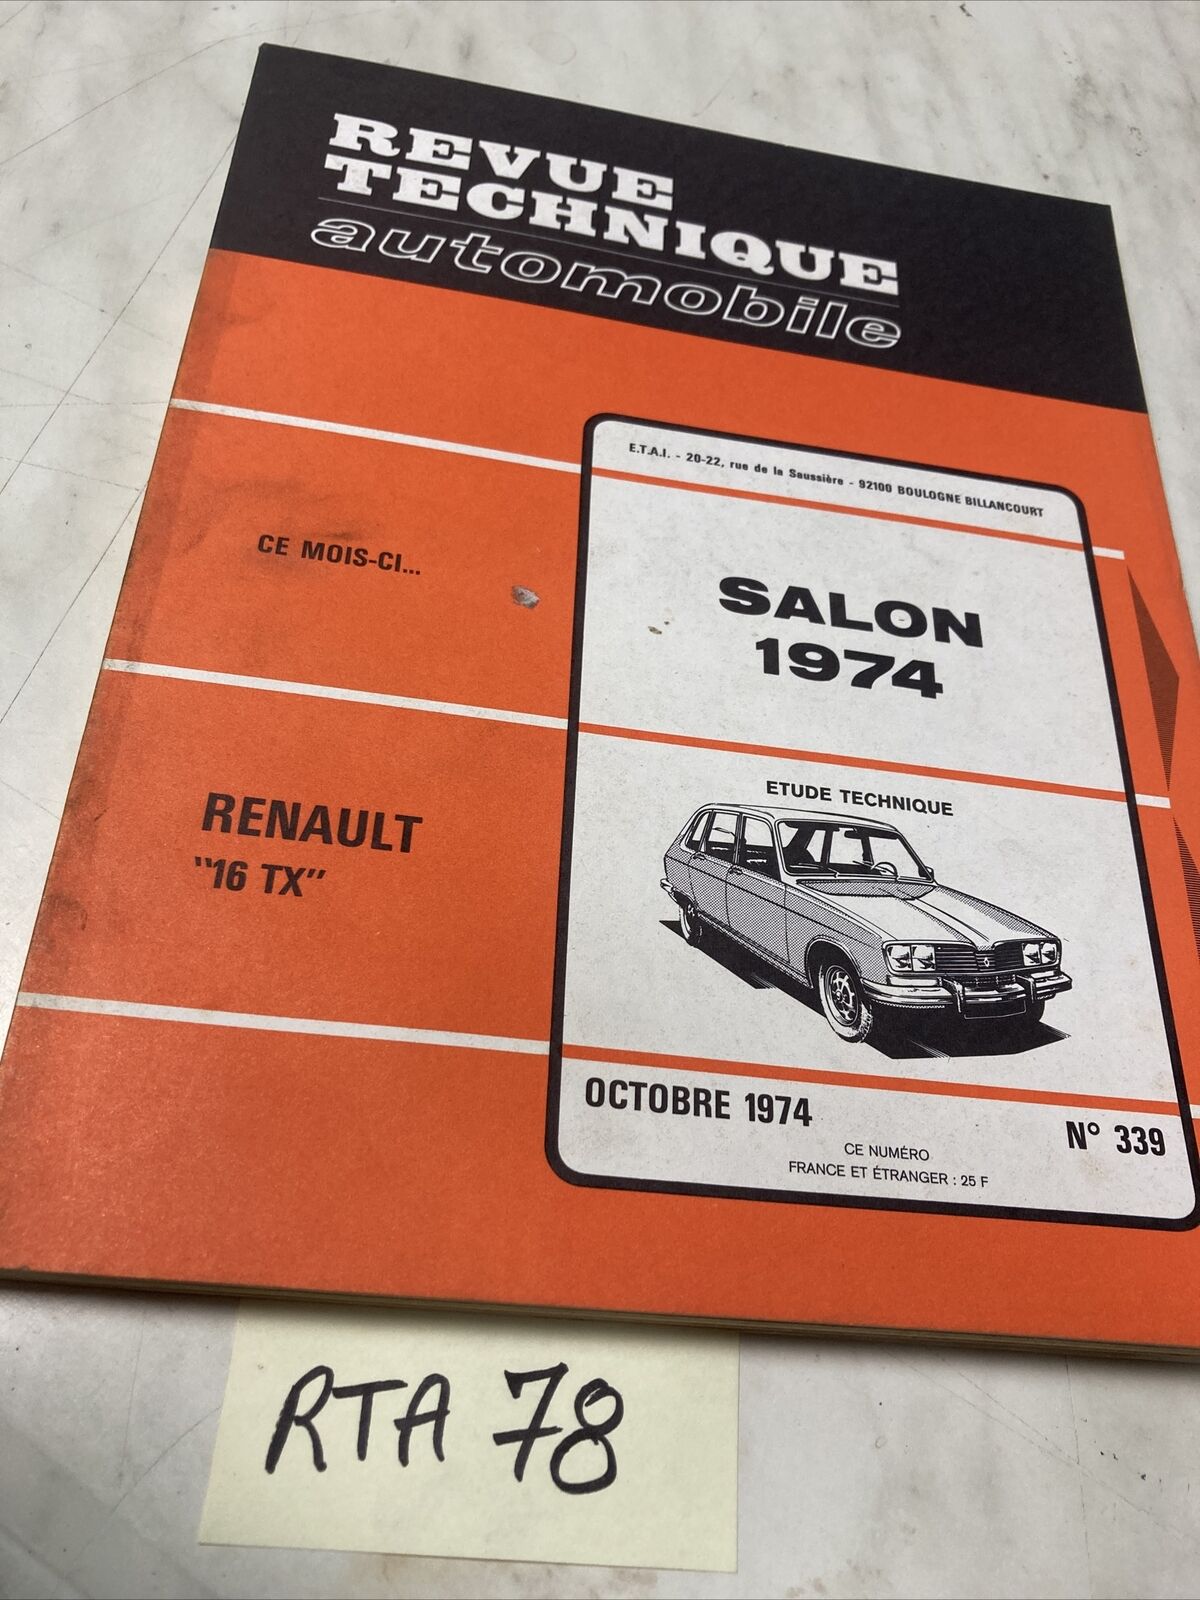 REVUE
TECHNIQUE
automobile
E.T.A.I. - 20-22, rue de la Saussière - 92100 BOULOGNE BILLANCOURT
CE MOIS-CI...
SALON
1974
ETUDE TECHNIQUE
RENAULT
"16 TX"
OCTOBRE 1974
N° 339
CE NUMÉRO
FRANCE ET ÉTRANGER : 25 F
RTA 78